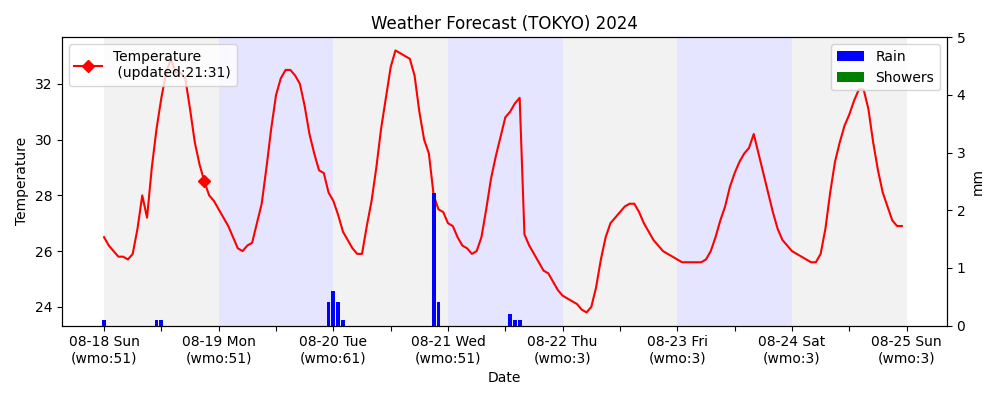 Weather Forecast (TOKYO) 2024
Temperature
(updated:21:31)
Rain
Showers
Temperature
32
30
28
26
24
5
4
3
2
1
0
mm
08-18 Sun
(wmo:51)
08-19 Mon
(wmo:51)
08-20 Tue
(wmo:61)
08-21 Wed
(wmo:51)
08-22 Thu
(wmo:3)
08-23 Fri
(wmo:3)
08-24 Sat
(wmo:3)
08-25 Sun
(wmo:3)
Date